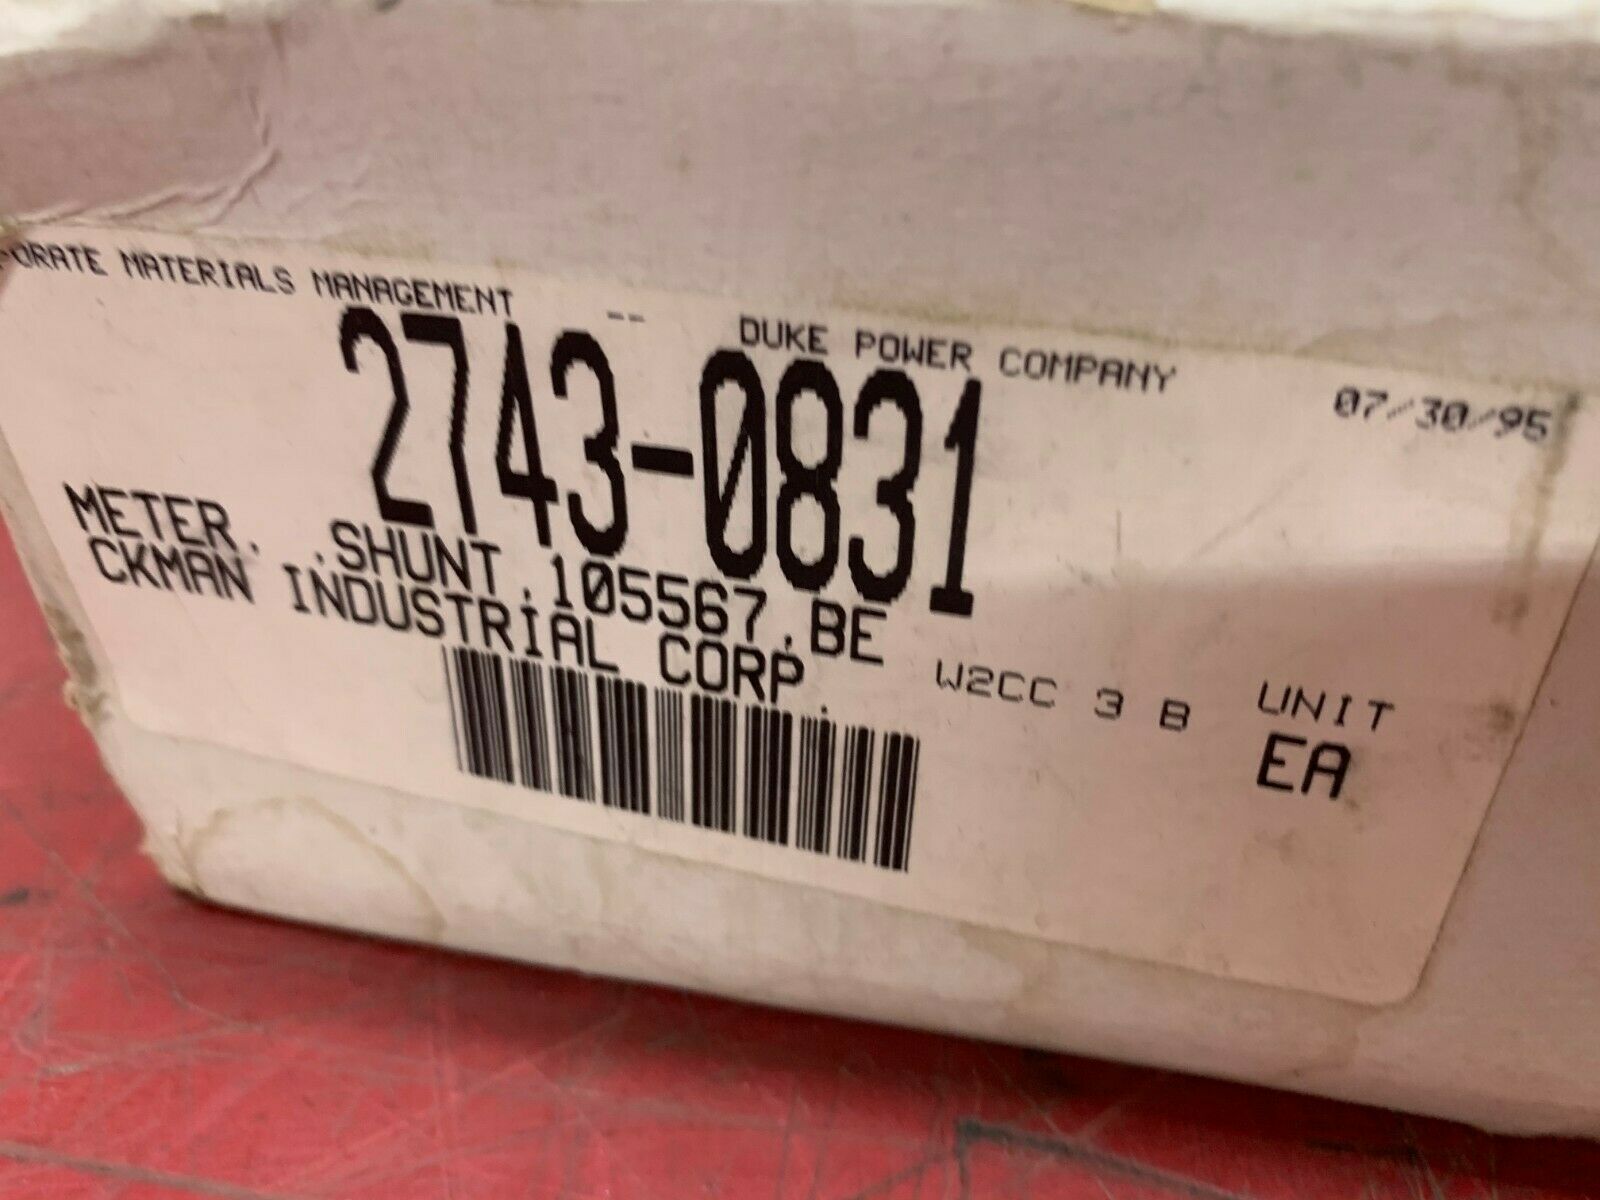 PORATE MATERIALS MANAGEMENT -- DUKE POWER COMPANY 07/30/95
2743-0831
METER. .SHUNT.105567.BE
CKMAN INDUSTRIAL CORP.
W2CC 3 B UNIT
EA